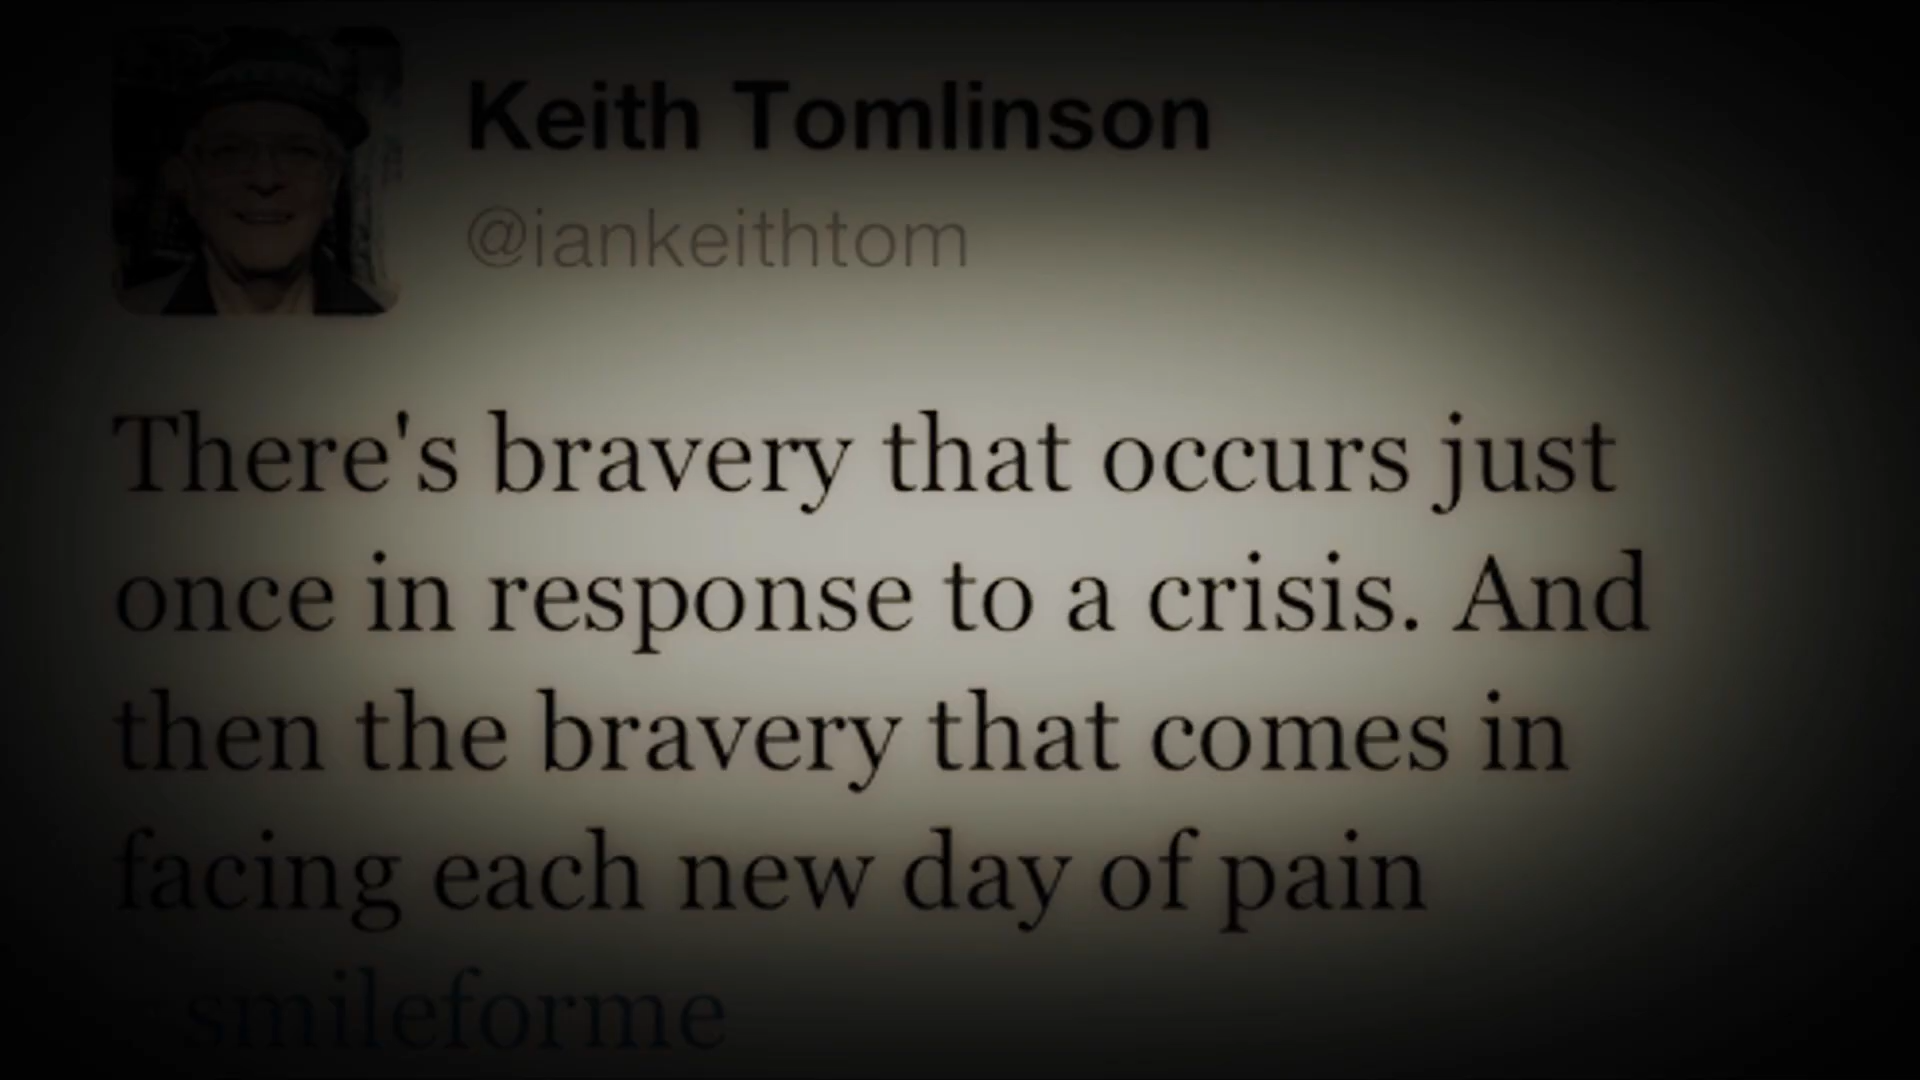 Keith Tomlinson
@iankeithtom
There's bravery that occurs just
once in response to a crisis. And
then the bravery that comes in
facing each new day of pain
smileforme